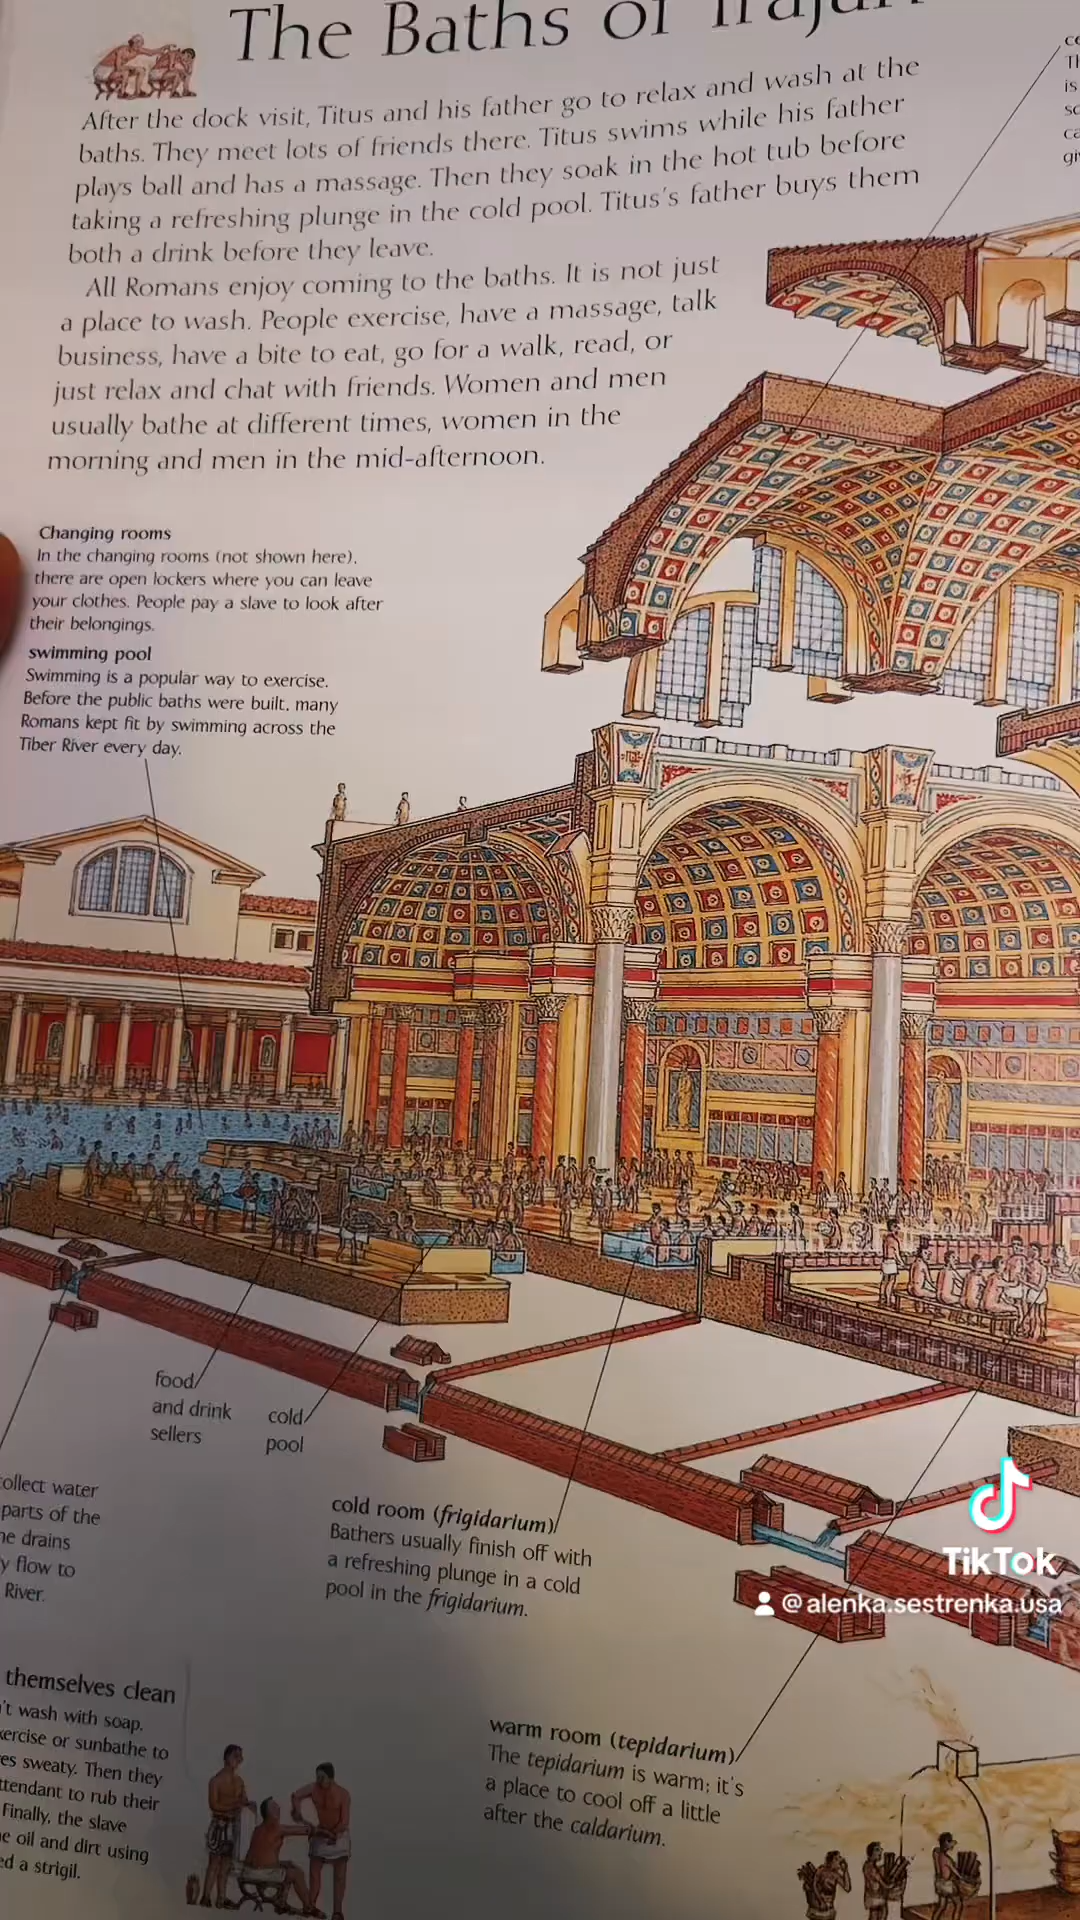 The Baths of Trajan
After the dock visit, Titus and his father go to relax and wash at the
baths. They meet lots of friends there. Titus swims while his father
plays ball and has a massage. Then they soak in the hot tub before
taking a refreshing plunge in the cold pool. Titus's father buys them
both a drink before they leave.
All Romans enjoy coming to the baths. It is not just
a place to wash. People exercise, have a massage, talk
business, have a bite to eat, go for a walk, read, or
just relax and chat with friends. Women and men
usually bathe at different times, women in the
morning and men in the mid-afternoon.
Changing rooms
In the changing rooms (not shown here),
there are open lockers where you can leave
your clothes. People pay a slave to look after
their belongings.
swimming pool
Swimming is a popular way to exercise.
Before the public baths were built, many
Romans kept fit by swimming across the
Tiber River every day.
food
and drink
sellers
cold
pool
collect water
parts of the
drains
flow to
River.
cold room (frigidarium)
Bathers usually finish off with
a refreshing plunge in a cold
pool in the frigidarium.
themselves clean
't wash with soap.
exercise or sunbathe to
sweaty. Then they
attendant to rub their
Finally, the slave
oil and dirt using
a strigil.
warm room (tepidarium)
The tepidarium is warm; it's
a place to cool off a little
after the caldarium.
TikTok
@alenka.sestrenka.usa